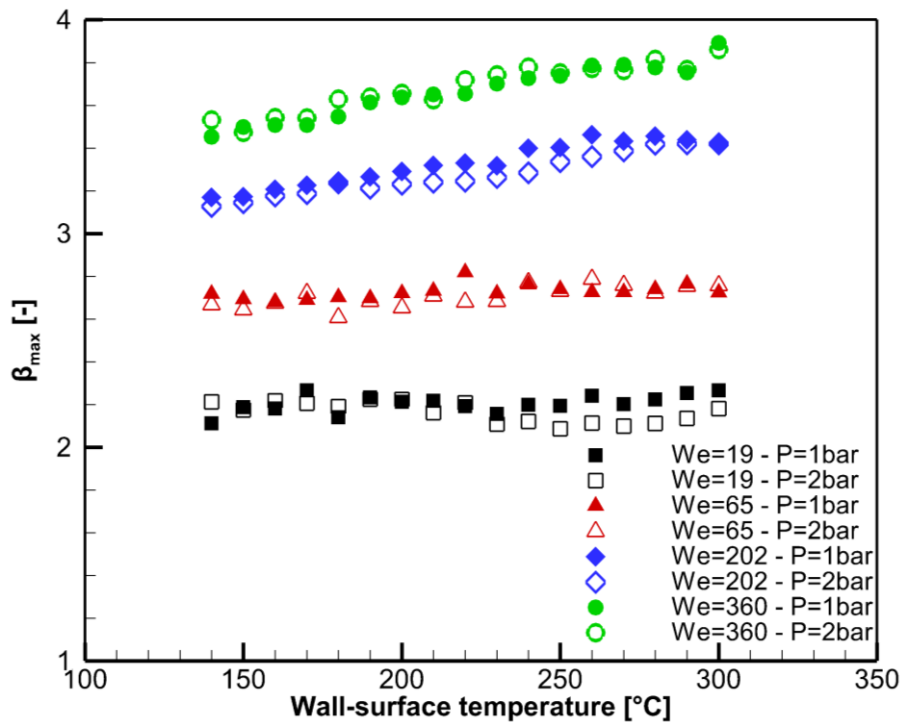 4
3
2
1
β_max [-]
We=19 - P=1bar
We=19 - P=2bar
We=65 - P=1bar
We=65 - P=2bar
We=202 - P=1bar
We=202 - P=2bar
We=360 - P=1bar
We=360 - P=2bar
100 150 200 250 300 350
Wall-surface temperature [°C]